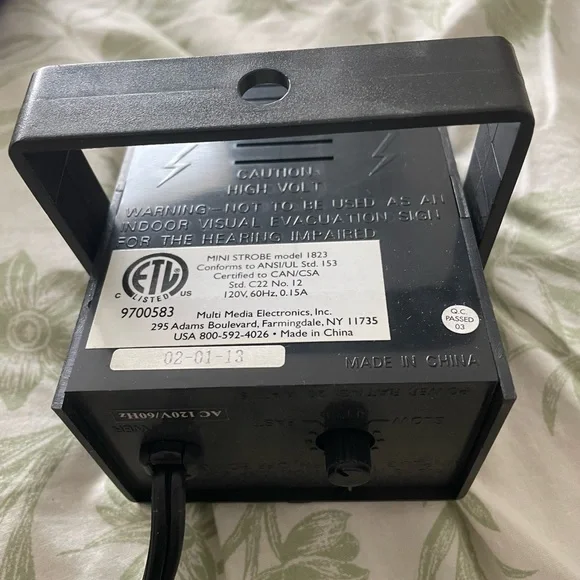 CAUTION
HIGH VOLT
WARNING-NOT TO BE USED AS AN
INDOOR VISUAL EVACUATION SIGN
FOR THE HEARING IMPAIRED
MINI STROBE model 1823
Conforms to ANSI/UL Std. 153
Certified to CAN/CSA
Std. C22 No. 12
120V, 60Hz, 0.15A
ETL
C LISTED US
9700583
Multi Media Electronics, Inc.
295 Adams Boulevard, Farmingdale, NY 11735
USA 800-592-4026 • Made in China
Q.C.
PASSED
03
02-01-13
MADE IN CHINA
SLOW
AC120V/60Hz